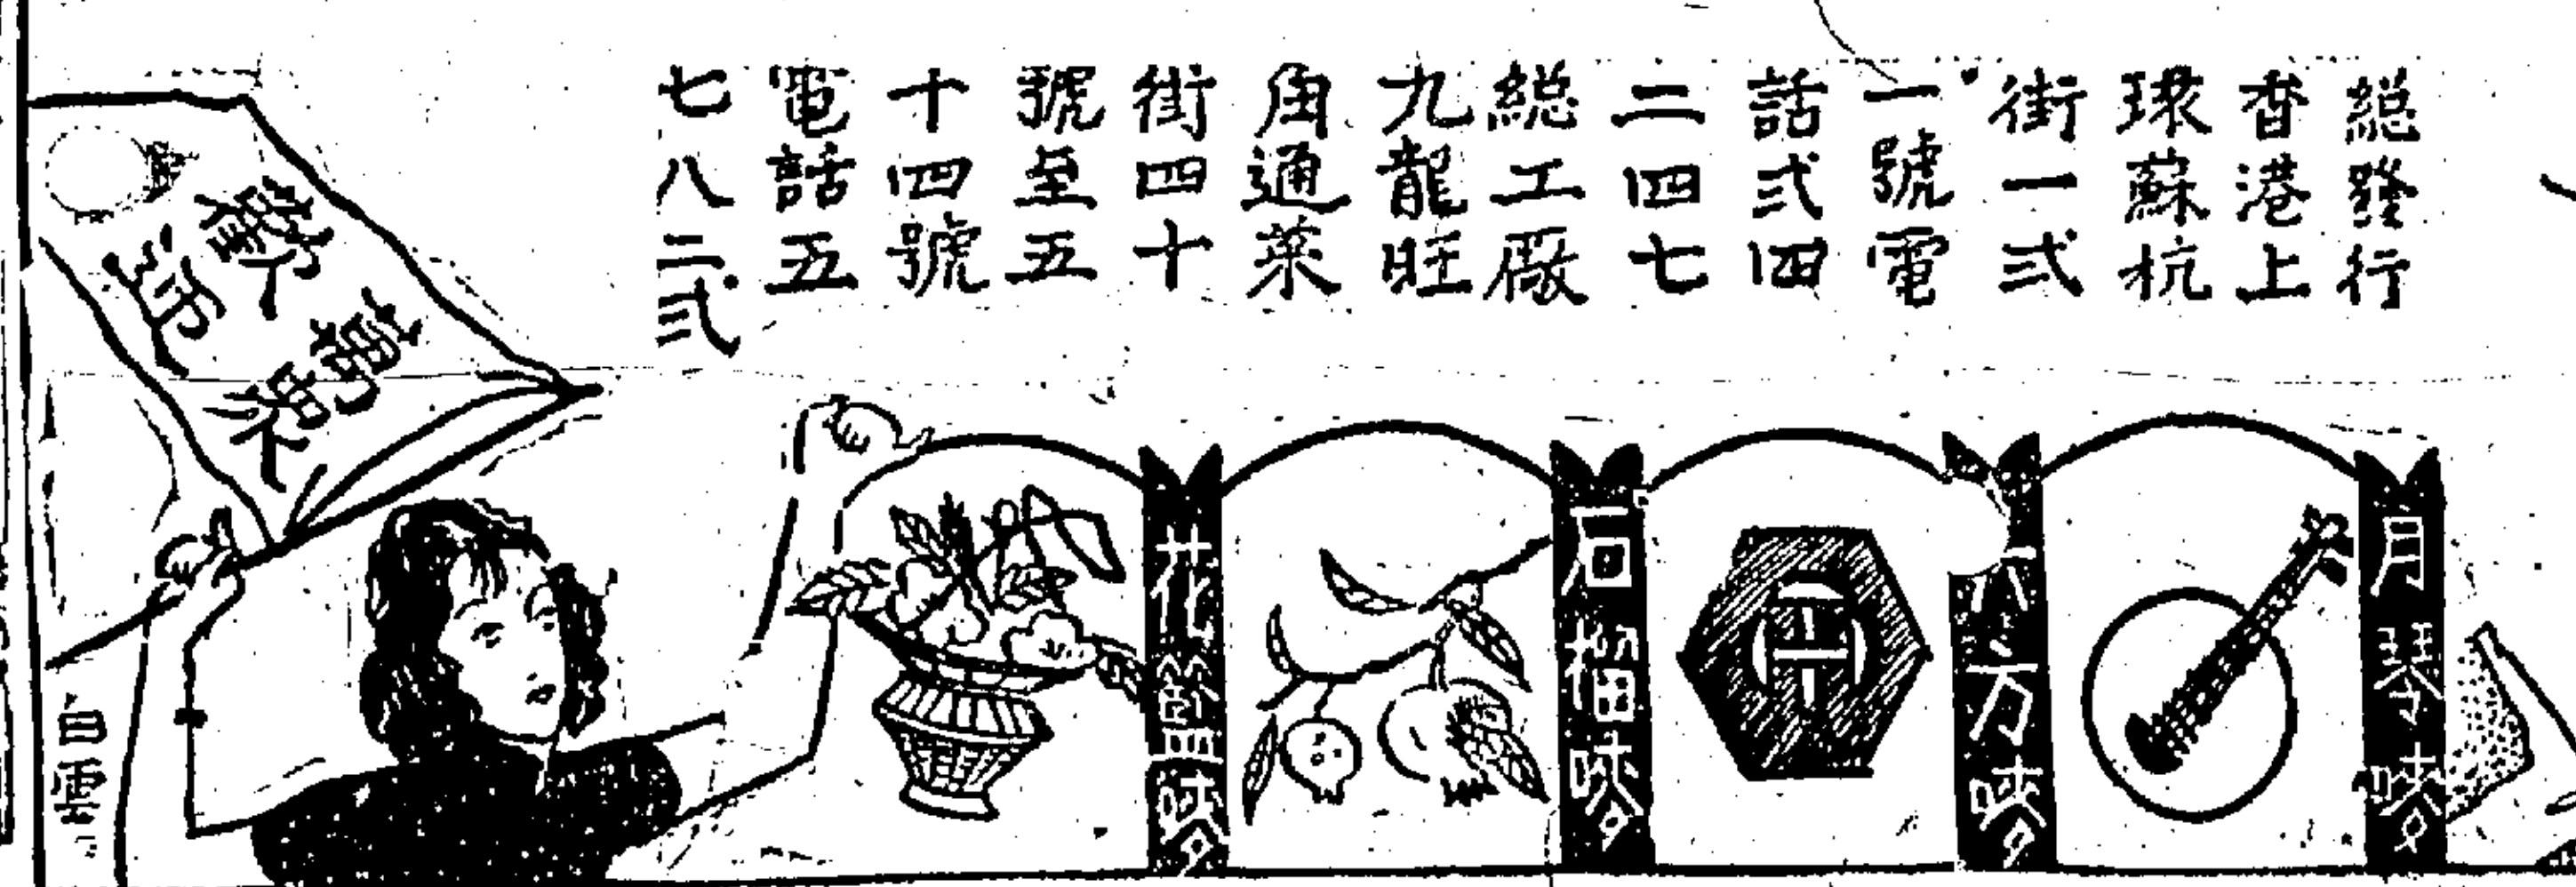 總發行
香港上
環蘇杭
街一弍
一號電
話弍四
二四七
總工廠
九龍旺
角通菜
街四十
號至五
十四號
電話五
七八二弍
月琴嘜
六方嘜
石榴嘜
花籃嘜